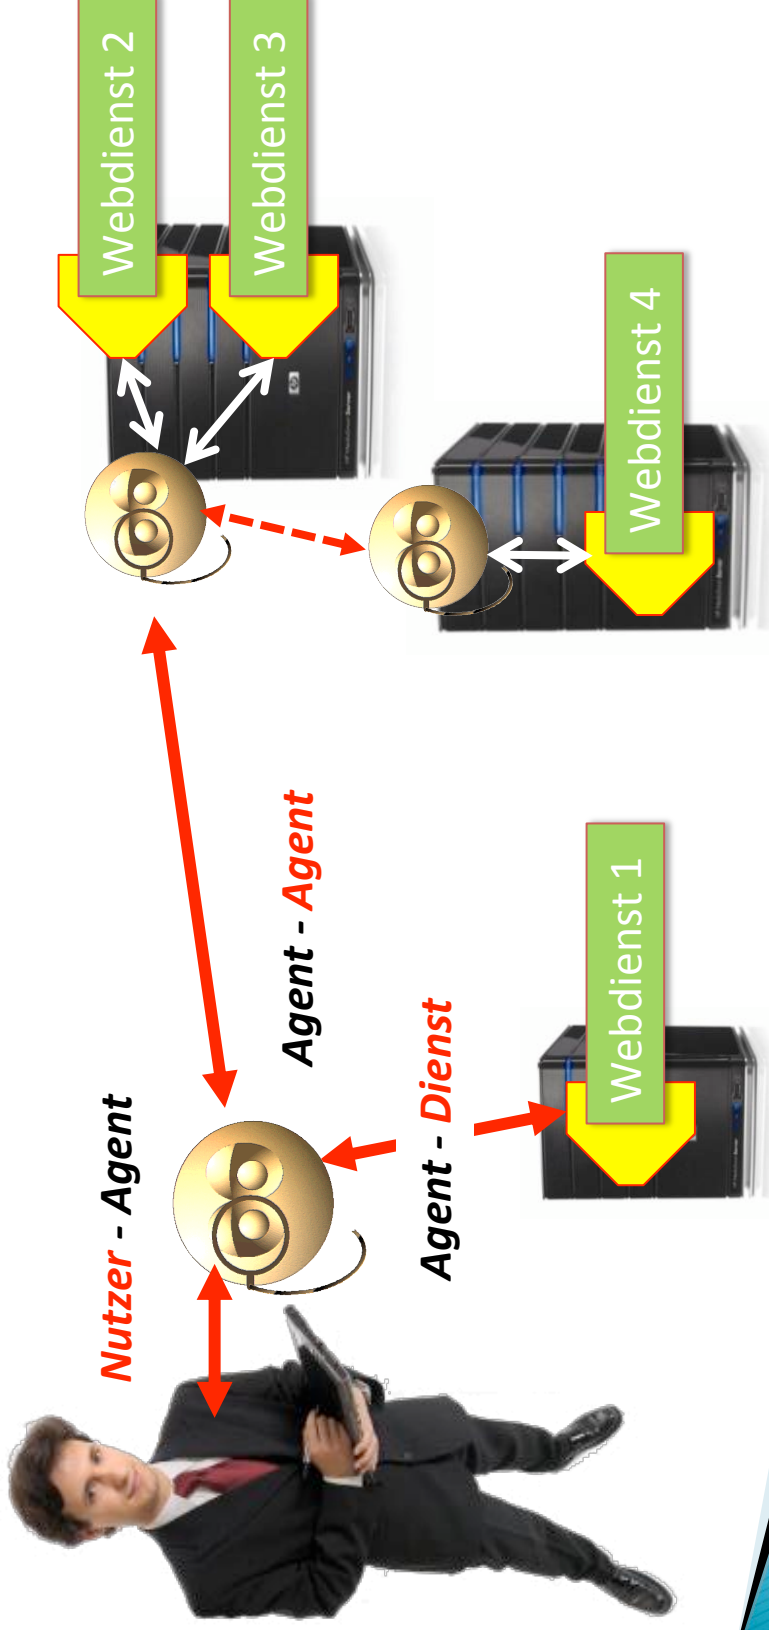 Nutzer - Agent
Agent - Agent
Agent - Dienst
Webdienst 1
Webdienst 2
Webdienst 3
Webdienst 4